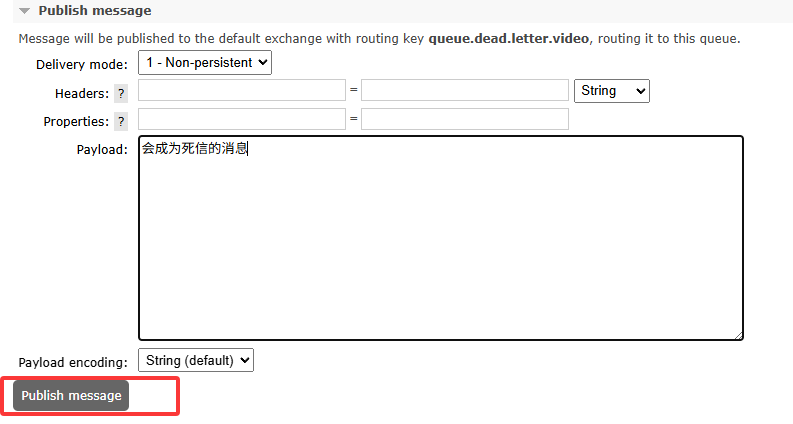 Publish message
Message will be published to the default exchange with routing key queue.dead.letter.video, routing it to this queue.
Delivery mode: 1 - Non-persistent
Headers: ? = String
Properties: ? =
Payload: 会成为死信的消息
Payload encoding: String (default)
Publish message